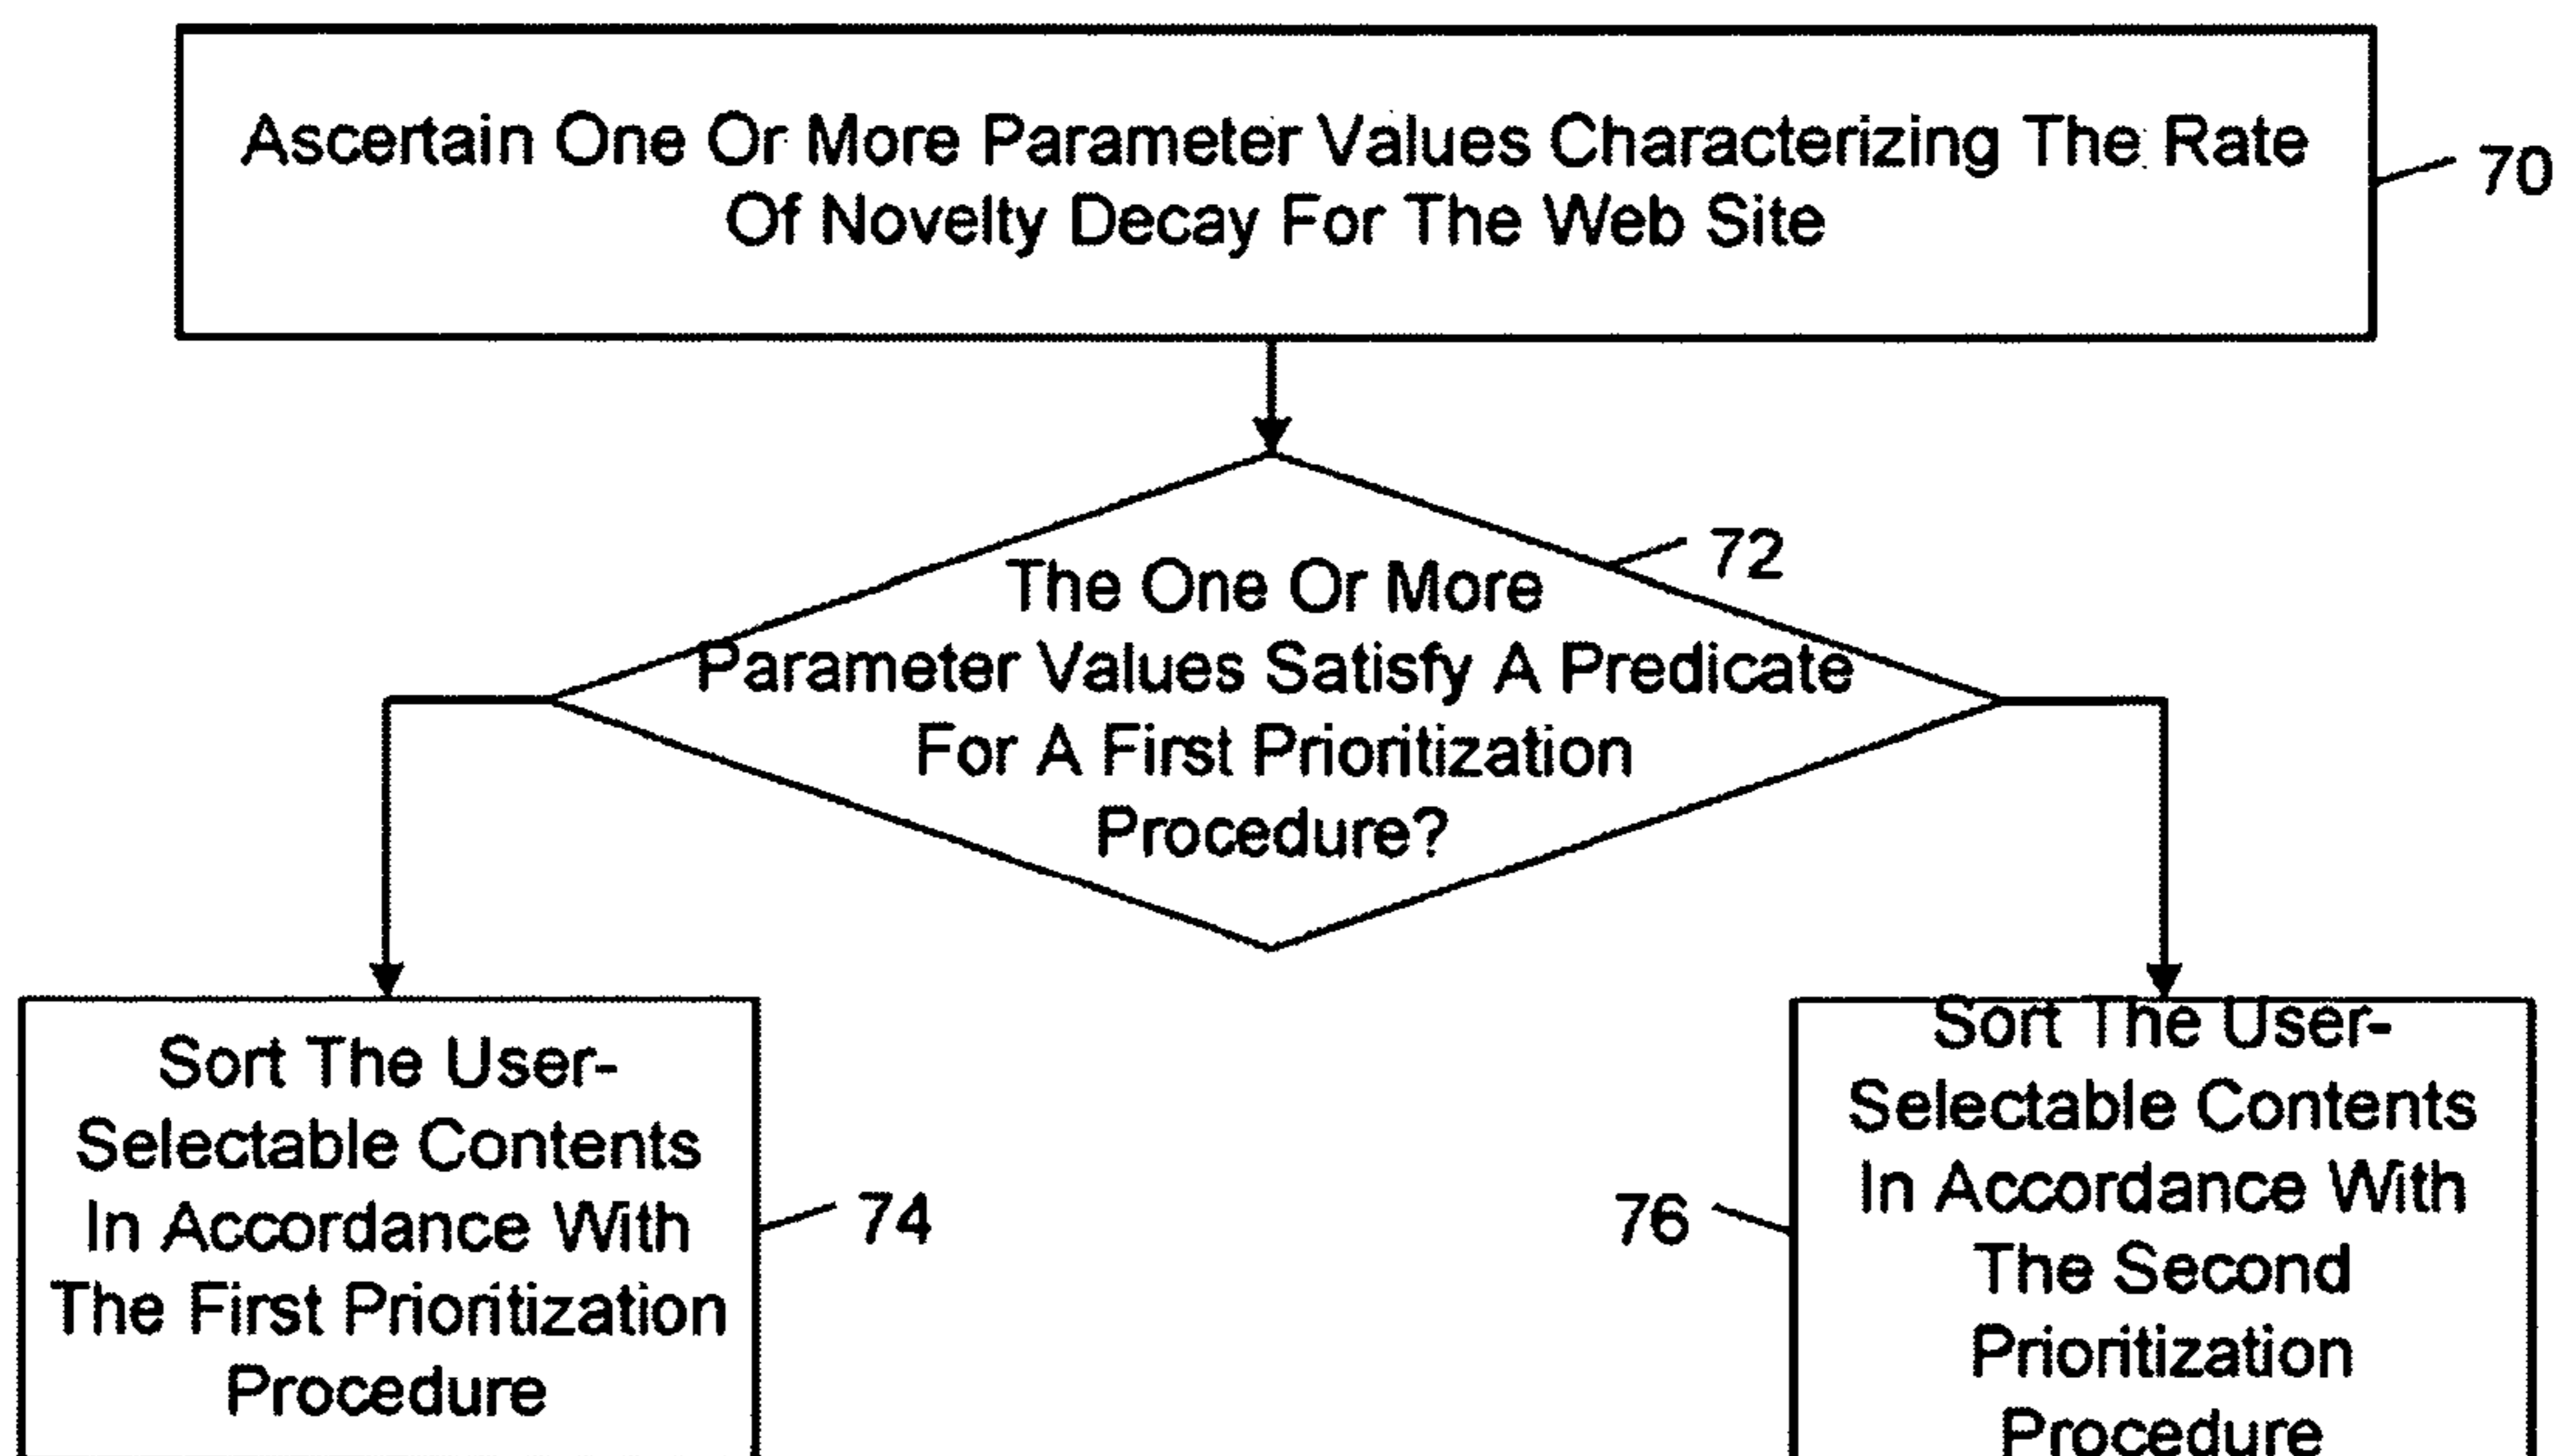 Ascertain One Or More Parameter Values Characterizing The Rate
Of Novelty Decay For The Web Site
70
72
The One Or More
Parameter Values Satisfy A Predicate
For A First Prioritization
Procedure?
Sort The User-
Selectable Contents
In Accordance With
The First Prioritization
Procedure
74
76
Sort The User-
Selectable Contents
In Accordance With
The Second
Prioritization
Procedure